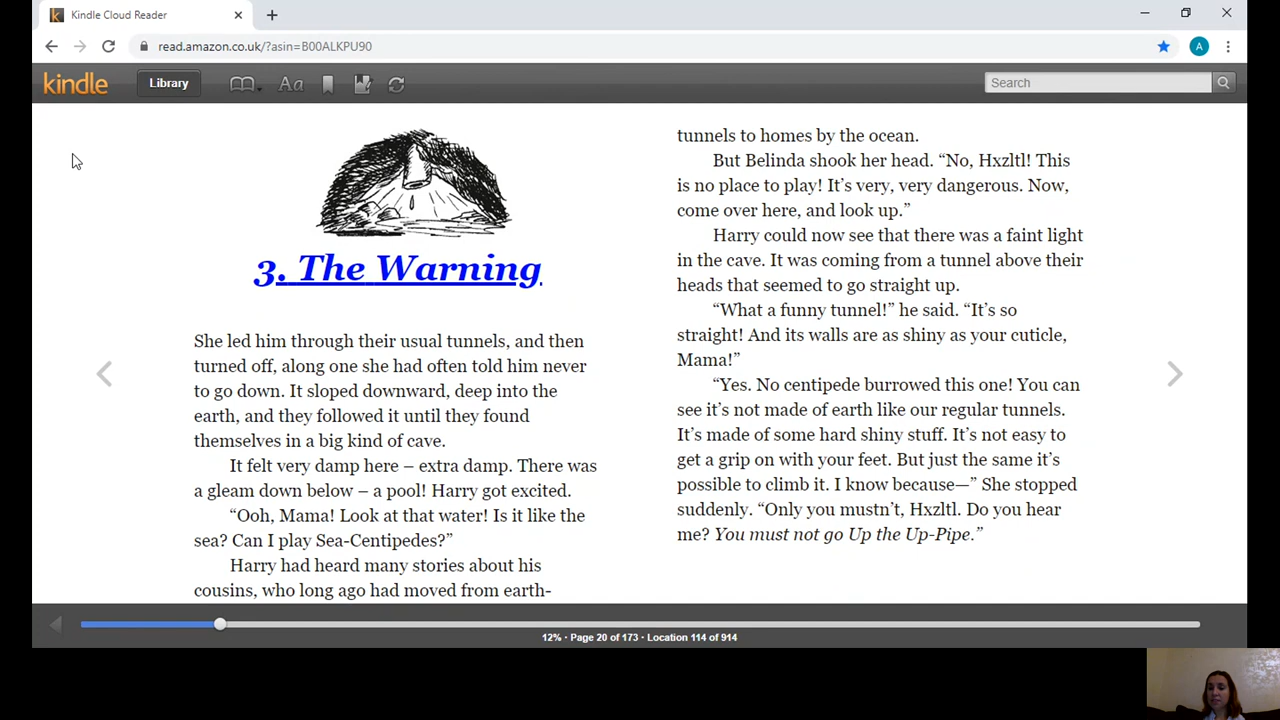 Kindle Cloud Reader
read.amazon.co.uk/?asin=B00ALKPU90
A
kindle
Library
Aa
Search
3. The Warning
She led him through their usual tunnels, and then
turned off, along one she had often told him never
to go down. It sloped downward, deep into the
earth, and they followed it until they found
themselves in a big kind of cave.
It felt very damp here – extra damp. There was
a gleam down below – a pool! Harry got excited.
“Ooh, Mama! Look at that water! Is it like the
sea? Can I play Sea-Centipedes?”
Harry had heard many stories about his
cousins, who long ago had moved from earth-
tunnels to homes by the ocean.
But Belinda shook her head. “No, Hxzltl! This
is no place to play! It’s very, very dangerous. Now,
come over here, and look up.”
Harry could now see that there was a faint light
in the cave. It was coming from a tunnel above their
heads that seemed to go straight up.
“What a funny tunnel!” he said. “It’s so
straight! And its walls are as shiny as your cuticle,
Mama!”
“Yes. No centipede burrowed this one! You can
see it’s not made of earth like our regular tunnels.
It’s made of some hard shiny stuff. It’s not easy to
get a grip on with your feet. But just the same it’s
possible to climb it. I know because—” She stopped
suddenly. “Only you mustn’t, Hxzltl. Do you hear
me? You must not go Up the Up-Pipe.”
12% · Page 20 of 173 · Location 114 of 914